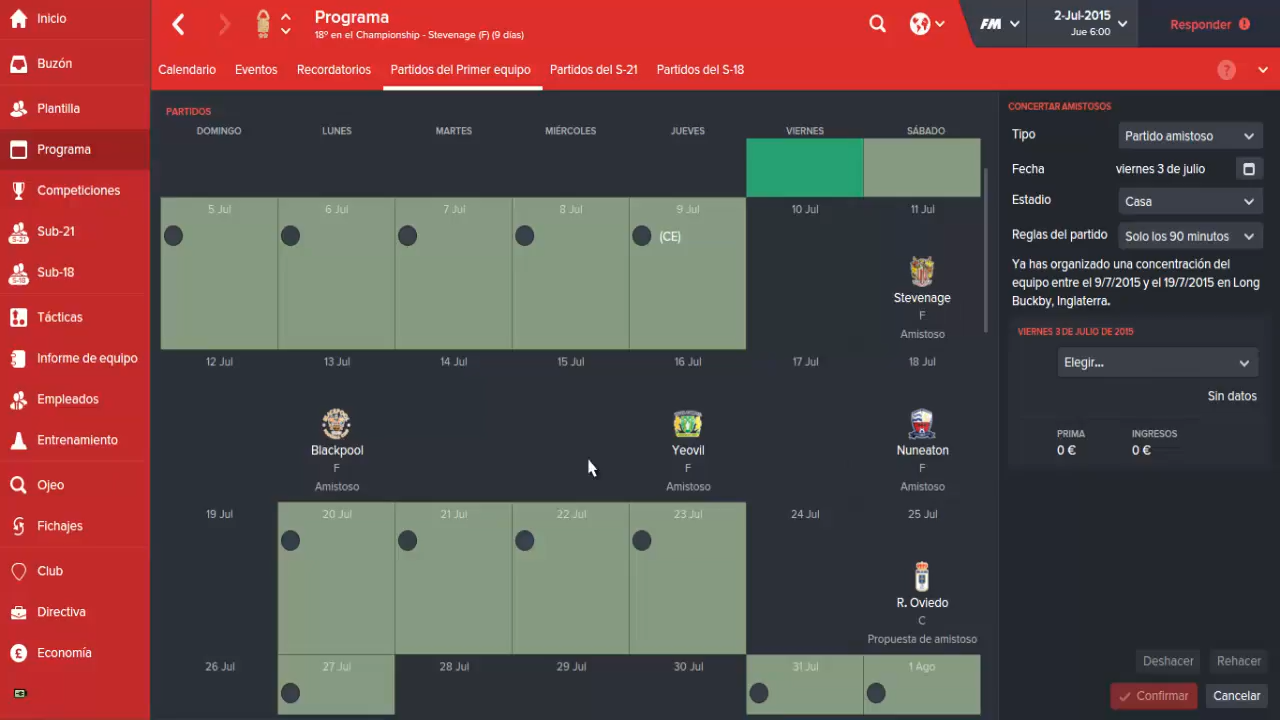 Inicio
Buzón
Plantilla
Programa
Competiciones
Sub-21
Sub-18
Tácticas
Informe de equipo
Empleados
Entrenamiento
Ojeo
Fichajes
Club
Directiva
Economía
Programa
18º en el Championship - Stevenage (F) (9 días)
FM
2-Jul-2015
Jue 6:00
Responder
Calendario Eventos Recordatorios Partidos del Primer equipo Partidos del S-21 Partidos del S-18
PARTIDOS
DOMINGO LUNES MARTES MIÉRCOLES JUEVES VIERNES SÁBADO
5 Jul 6 Jul 7 Jul 8 Jul 9 Jul 10 Jul 11 Jul
(CE)
Stevenage
F
Amistoso
12 Jul 13 Jul 14 Jul 15 Jul 16 Jul 17 Jul 18 Jul
Blackpool Yeovil Nuneaton
F F F
Amistoso Amistoso Amistoso
19 Jul 20 Jul 21 Jul 22 Jul 23 Jul 24 Jul 25 Jul
R. Oviedo
C
Propuesta de amistoso
26 Jul 27 Jul 28 Jul 29 Jul 30 Jul 31 Jul 1 Ago
CONCERTAR AMISTOSOS
Tipo Partido amistoso
Fecha viernes 3 de julio
Estadio Casa
Reglas del partido Solo los 90 minutos
Ya has organizado una concentración del
equipo entre el 9/7/2015 y el 19/7/2015 en Long
Buckby, Inglaterra.
VIERNES 3 DE JULIO DE 2015
Elegir...
Sin datos
PRIMA INGRESOS
0 € 0 €
Deshacer Rehacer
Confirmar Cancelar